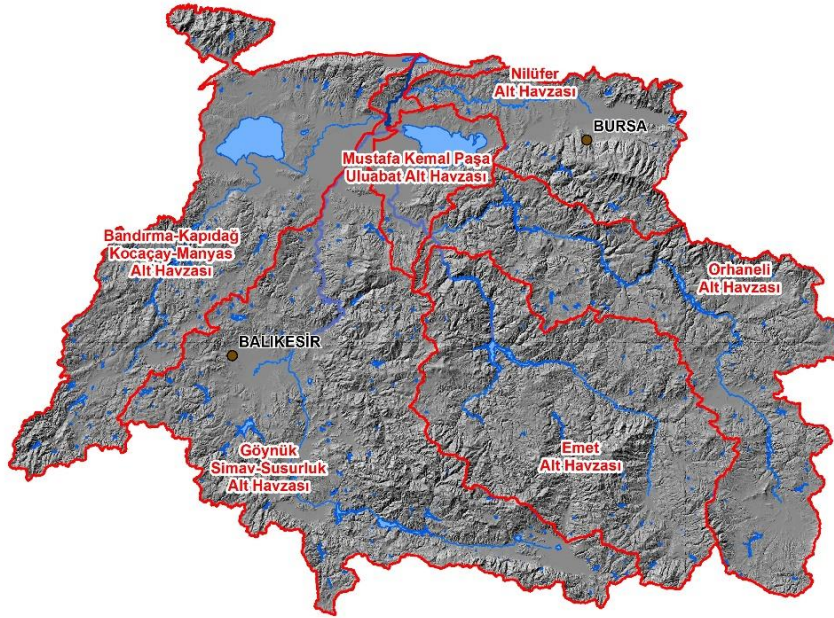 Nilüfer
Alt Havzası
BURSA
Mustafa Kemal Paşa
Uluabat Alt Havzası
Bandırma-Kapıdağ
Kocaçay-Manyas
Alt Havzası
Orhaneli
Alt Havzası
BALIKESİR
Göynük
Simav-Susurluk
Alt Havzası
Emet
Alt Havzası